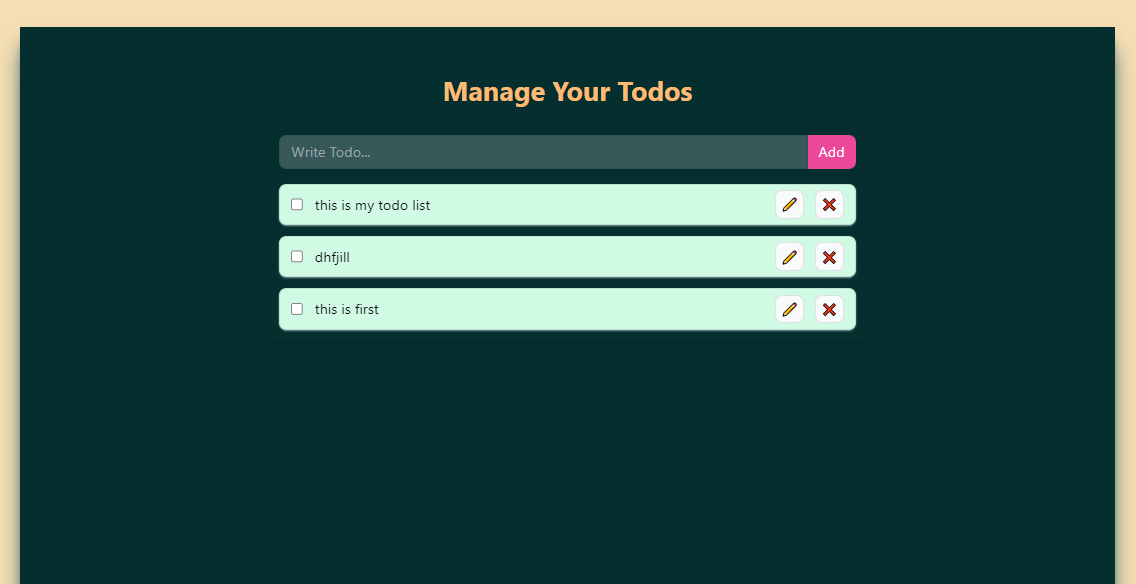 Manage Your Todos
Write Todo...
Add
this is my todo list
dhfjill
this is first